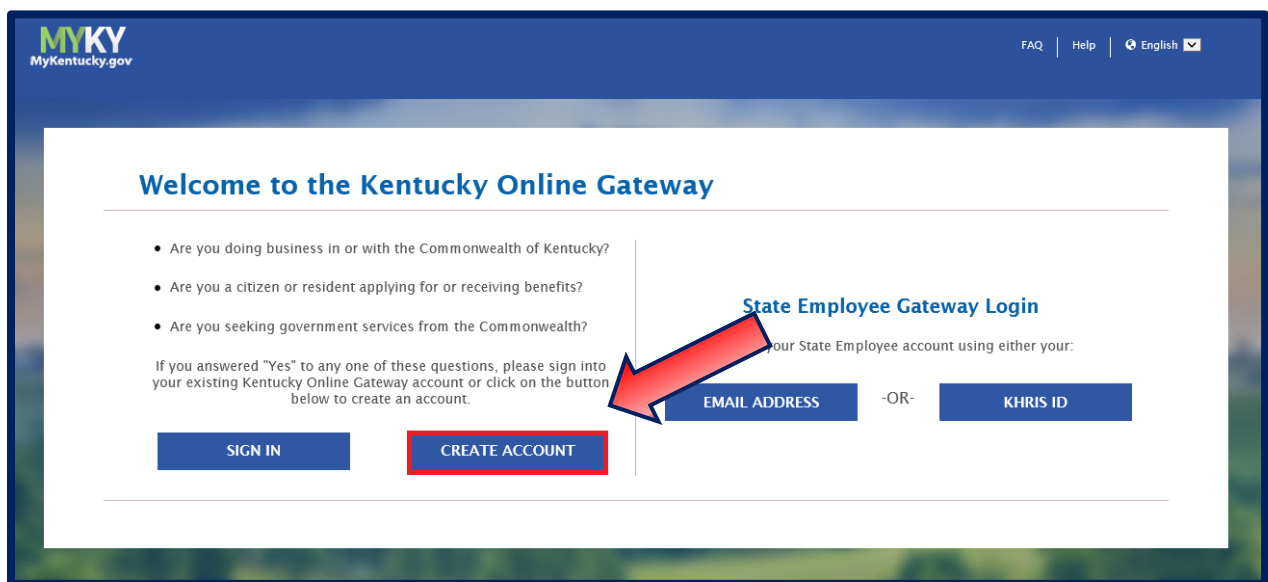 MYKY
MyKentucky.gov
FAQ
Help
English
Welcome to the Kentucky Online Gateway
• Are you doing business in or with the Commonwealth of Kentucky?
• Are you a citizen or resident applying for or receiving benefits?
• Are you seeking government services from the Commonwealth?
If you answered "Yes" to any one of these questions, please sign into
your existing Kentucky Online Gateway account or click on the button
below to create an account.
SIGN IN
CREATE ACCOUNT
State Employee Gateway Login
your State Employee account using either your:
EMAIL ADDRESS
-OR-
KHRIS ID